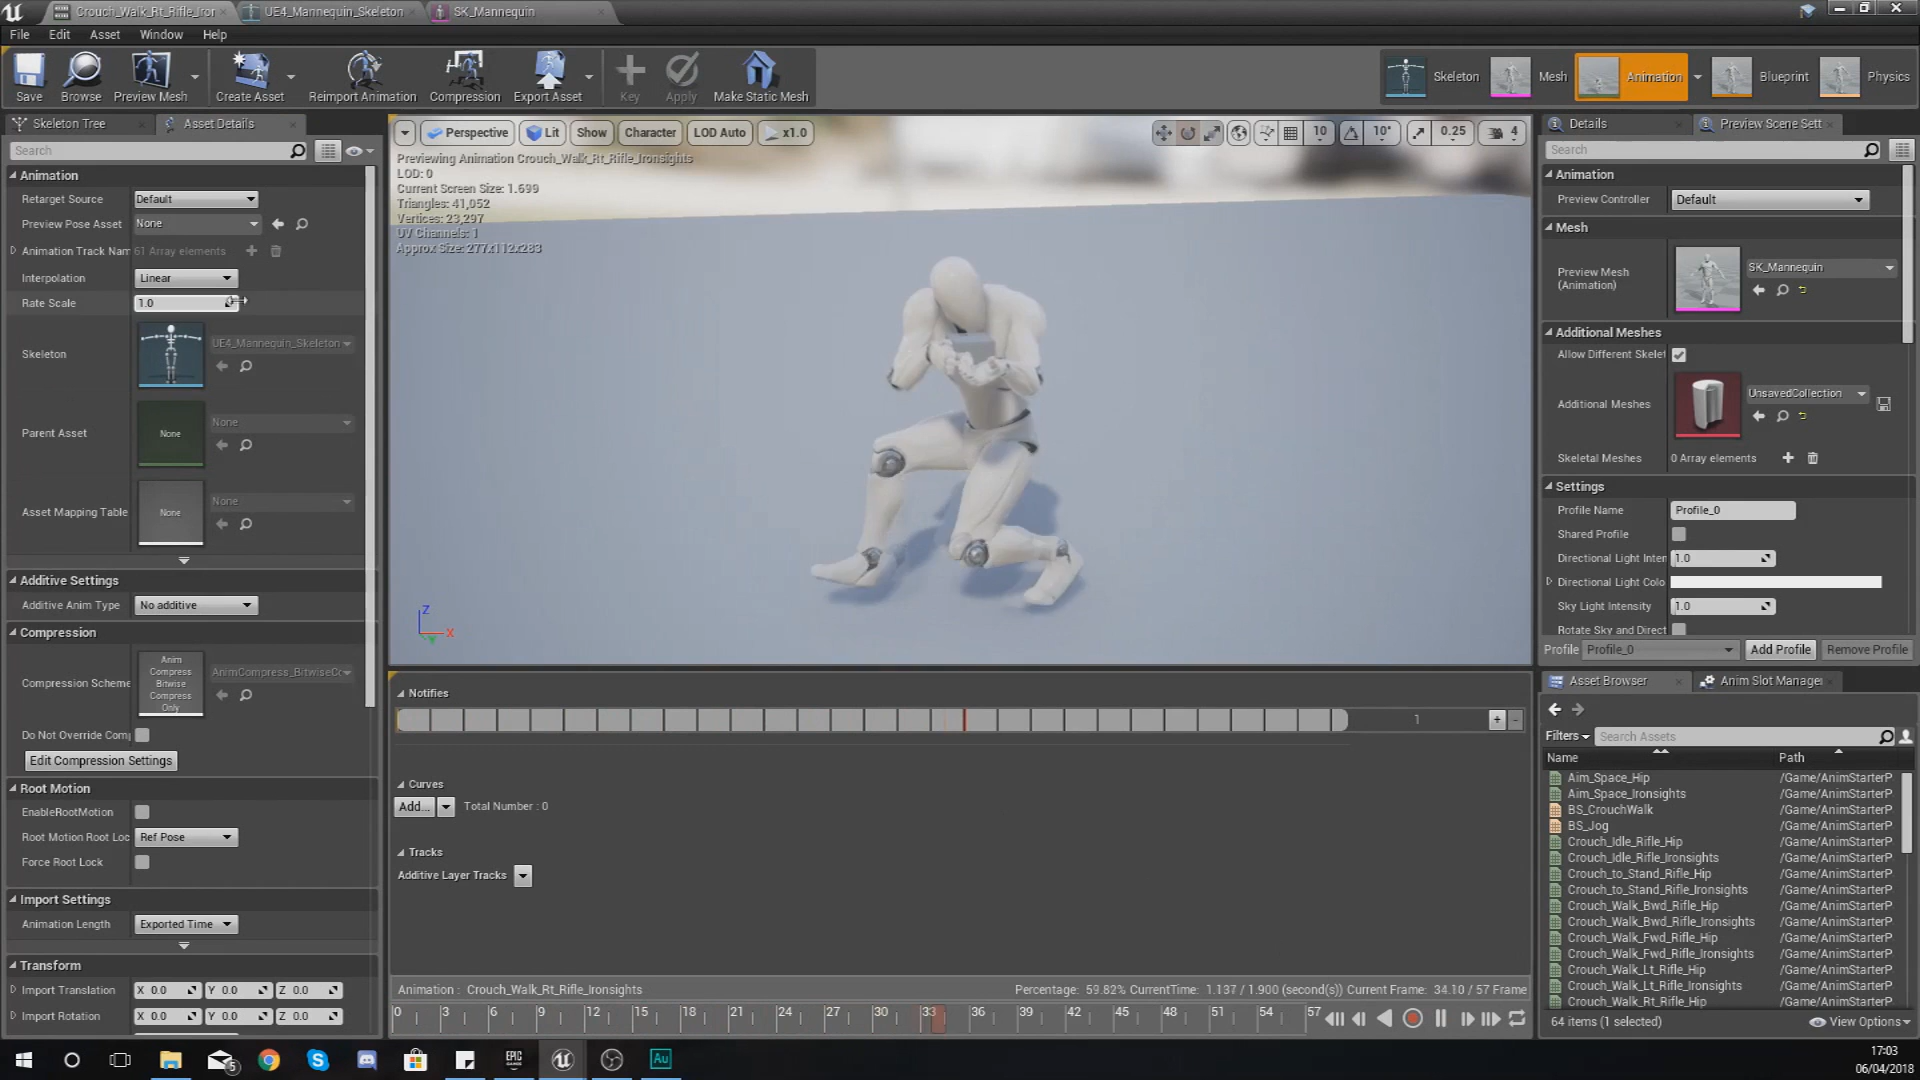 Crouch_Walk_Rt_Rifle_Iron
UE4_Mannequin_Skeleton
SK_Mannequin
File Edit Asset Window Help
Save Browse Preview Mesh Create Asset Reimport Animation Compression Export Asset Key Apply Make Static Mesh
Skeleton Mesh Animation Blueprint Physics
Skeleton Tree Asset Details
Search
Animation
Retarget Source Default
Preview Pose Asset None
Animation Track Nam 61 Array elements
Interpolation Linear
Rate Scale 1.0
Skeleton UE4_Mannequin_Skeleton
Parent Asset None None
Asset Mapping Table None None
Additive Settings
Additive Anim Type No additive
Compression
Compression Scheme Anim Compress Bitwise Compress Only AnimCompress_BitwiseCo
Do Not Override Comp
Edit Compression Settings
Root Motion
EnableRootMotion
Root Motion Root Loc Ref Pose
Force Root Lock
Import Settings
Animation Length Exported Time
Transform
Import Translation X 0.0 Y 0.0 Z 0.0
Import Rotation X 0.0 Y 0.0 Z 0.0
Perspective Lit Show Character LOD Auto x1.0 10 10° 0.25 4
Previewing Animation Crouch_Walk_Rt_Rifle_Ironsights
LOD: 0
Current Screen Size: 1.699
Triangles: 41,052
Vertices: 23,297
UV Channels: 1
Approx Size: 277x112x283
Z
X
Y
Notifies
1
Curves
Add... Total Number : 0
Tracks
Additive Layer Tracks
Animation : Crouch_Walk_Rt_Rifle_Ironsights Percentage: 59.82% CurrentTime: 1.137 / 1.900 (second(s)) Current Frame: 34.10 / 57 Frame
0 3 6 9 12 15 18 21 24 27 30 33 36 39 42 45 48 51 54 57
Details Preview Scene Sett
Search
Animation
Preview Controller Default
Mesh
Preview Mesh (Animation) SK_Mannequin
Additional Meshes
Allow Different Skelet
Additional Meshes UnsavedCollection
Skeletal Meshes 0 Array elements
Settings
Profile Name Profile_0
Shared Profile
Directional Light Inten 1.0
Directional Light Colo
Sky Light Intensity 1.0
Rotate Sky and Direct
Profile Profile_0 Add Profile Remove Profile
Asset Browser Anim Slot Manager
Filters Search Assets
Name Path
Aim_Space_Hip /Game/AnimStarterP
Aim_Space_Ironsights /Game/AnimStarterP
BS_CrouchWalk /Game/AnimStarterP
BS_Jog /Game/AnimStarterP
Crouch_Idle_Rifle_Hip /Game/AnimStarterP
Crouch_Idle_Rifle_Ironsights /Game/AnimStarterP
Crouch_to_Stand_Rifle_Hip /Game/AnimStarterP
Crouch_to_Stand_Rifle_Ironsights /Game/AnimStarterP
Crouch_Walk_Bwd_Rifle_Hip /Game/AnimStarterP
Crouch_Walk_Bwd_Rifle_Ironsights /Game/AnimStarterP
Crouch_Walk_Fwd_Rifle_Hip /Game/AnimStarterP
Crouch_Walk_Fwd_Rifle_Ironsights /Game/AnimStarterP
Crouch_Walk_Lt_Rifle_Hip /Game/AnimStarterP
Crouch_Walk_Lt_Rifle_Ironsights /Game/AnimStarterP
Crouch_Walk_Rt_Rifle_Hip /Game/AnimStarterP
64 items (1 selected) View Options
5 EPIC GAMES Au
17:03
06/04/2018